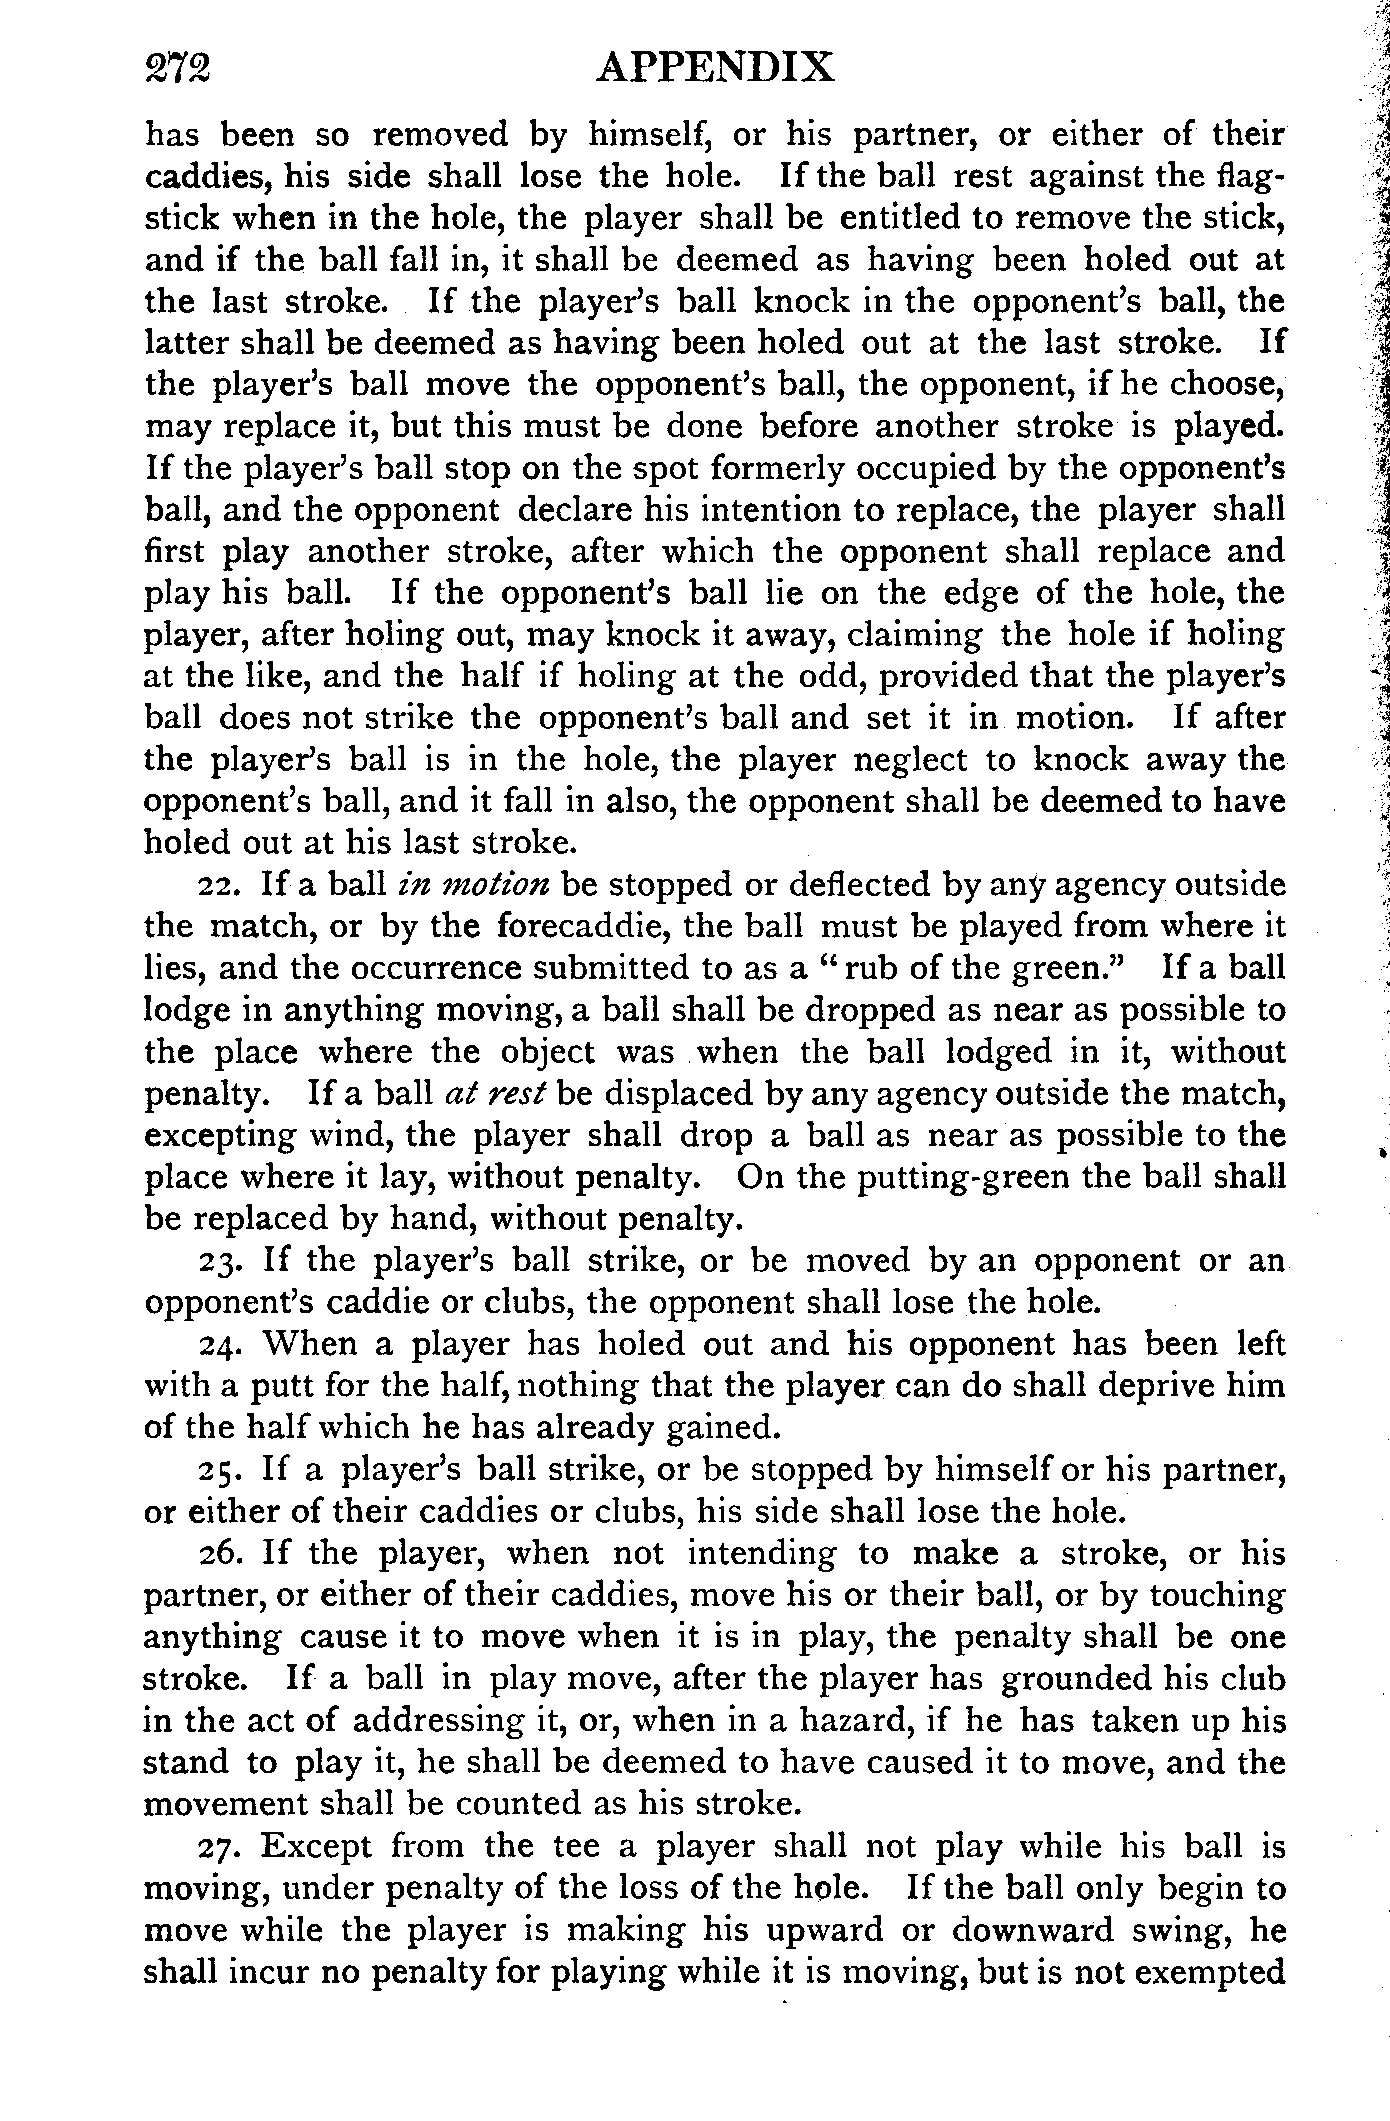 272 APPENDIX
has been so removed by himself, or his partner, or either of their
caddies, his side shall lose the hole. If the ball rest against the flag-
stick when in the hole, the player shall be entitled to remove the stick,
and if the ball fall in, it shall be deemed as having been holed out at
the last stroke. If the player's ball knock in the opponent's ball, the
latter shall be deemed as having been holed out at the last stroke. If
the player's ball move the opponent's ball, the opponent, if he choose,
may replace it, but this must be done before another stroke is played.
If the player's ball stop on the spot formerly occupied by the opponent's
ball, and the opponent declare his intention to replace, the player shall
first play another stroke, after which the opponent shall replace and
play his ball. If the opponent's ball lie on the edge of the hole, the
player, after holing out, may knock it away, claiming the hole if holing
at the like, and the half if holing at the odd, provided that the player's
ball does not strike the opponent's ball and set it in motion. If after
the player's ball is in the hole, the player neglect to knock away the
opponent's ball, and it fall in also, the opponent shall be deemed to have
holed out at his last stroke.
22. If a ball in motion be stopped or deflected by any agency outside
the match, or by the forecaddie, the ball must be played from where it
lies, and the occurrence submitted to as a “rub of the green.” If a ball
lodge in anything moving, a ball shall be dropped as near as possible to
the place where the object was when the ball lodged in it, without
penalty. If a ball at rest be displaced by any agency outside the match,
excepting wind, the player shall drop a ball as near as possible to the
place where it lay, without penalty. On the putting-green the ball shall
be replaced by hand, without penalty.
23. If the player's ball strike, or be moved by an opponent or an
opponent's caddie or clubs, the opponent shall lose the hole.
24. When a player has holed out and his opponent has been left
with a putt for the half, nothing that the player can do shall deprive him
of the half which he has already gained.
25. If a player's ball strike, or be stopped by himself or his partner,
or either of their caddies or clubs, his side shall lose the hole.
26. If the player, when not intending to make a stroke, or his
partner, or either of their caddies, move his or their ball, or by touching
anything cause it to move when it is in play, the penalty shall be one
stroke. If a ball in play move, after the player has grounded his club
in the act of addressing it, or, when in a hazard, if he has taken up his
stand to play it, he shall be deemed to have caused it to move, and the
movement shall be counted as his stroke.
27. Except from the tee a player shall not play while his ball is
moving, under penalty of the loss of the hole. If the ball only begin to
move while the player is making his upward or downward swing, he
shall incur no penalty for playing while it is moving, but is not exempted